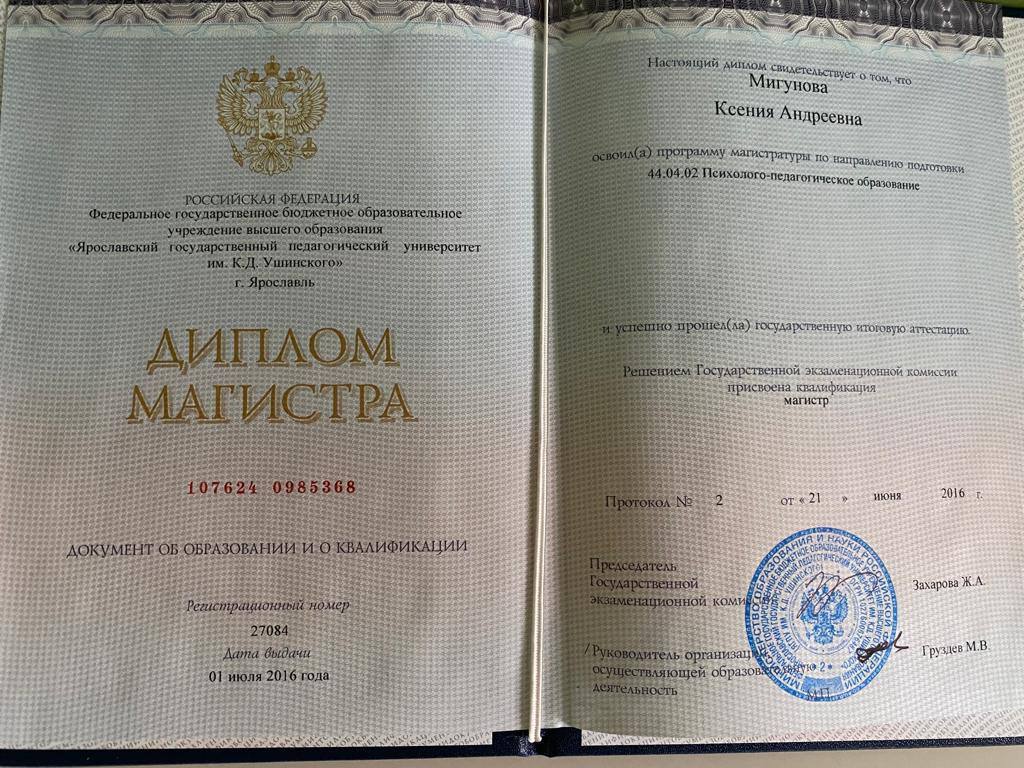 РОССИЙСКАЯ ФЕДЕРАЦИЯ
Федеральное государственное бюджетное образовательное
учреждение высшего образования
«Ярославский государственный педагогический университет
им. К.Д. Ушинского»
г. Ярославль
ДИПЛОМ
МАГИСТРА
107624 0985368
ДОКУМЕНТ ОБ ОБРАЗОВАНИИ И О КВАЛИФИКАЦИИ
Регистрационный номер
27084
Дата выдачи
01 июля 2016 года
Настоящий диплом свидетельствует о том, что
Мигунова
Ксения Андреевна
освоил(а) программу магистратуры по направлению подготовки
44.04.02 Психолого-педагогическое образование
и успешно прошел(ла) государственную итоговую аттестацию.
Решением Государственной экзаменационной комиссии
присвоена квалификация
магистр
Протокол № 2 от « 21 » июня 2016 г.
Председатель
Государственной
экзаменационной
Захарова Ж.А.
/ Руководитель организации,
осуществляющей образовательную
деятельность
Груздев М.В.
М.П.